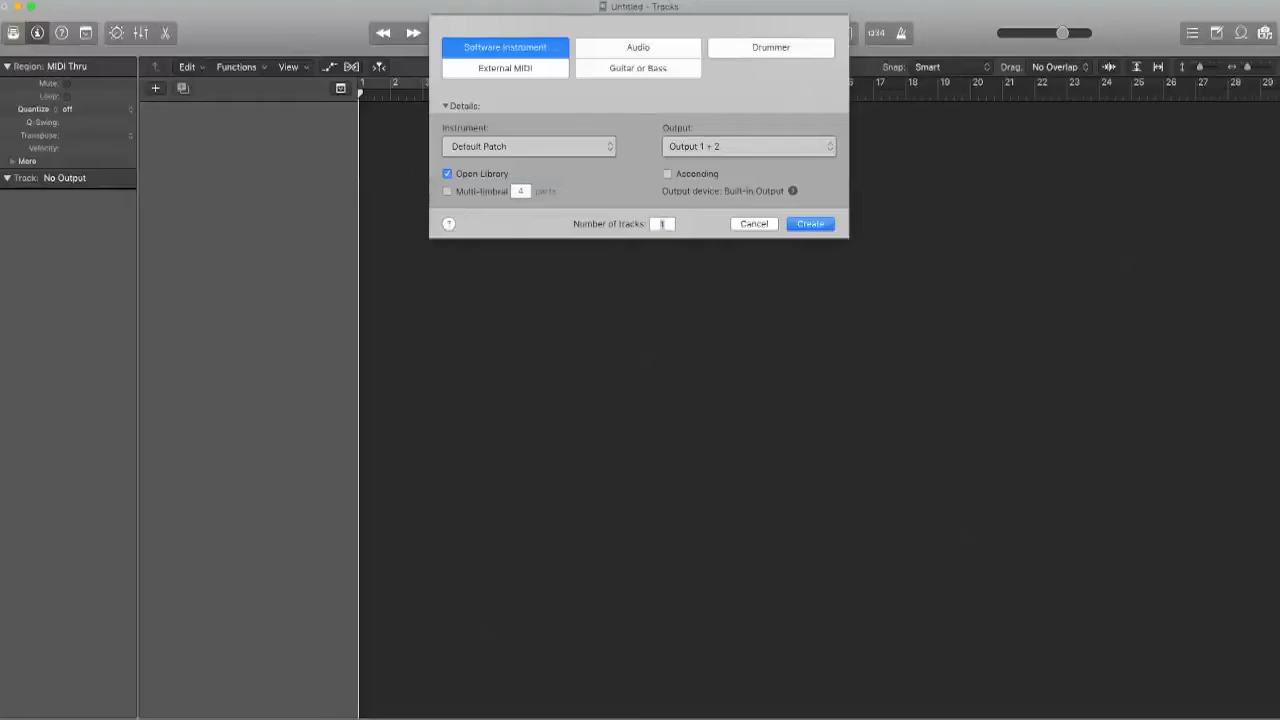 Untitled - Tracks
1234
Software Instrument
Audio
Drummer
External MIDI
Guitar or Bass
Region: MIDI Thru
Edit
Functions
View
Snap: Smart
Drag: No Overlap
Mute:
Loop:
Quantize off
Q-Swing:
Transpose:
Velocity:
More
Track: No Output
1 2 17 18 19 20 21 22 23 24 25 26 27 28 29
Details:
Instrument:
Output:
Default Patch
Output 1 + 2
Open Library
Ascending
Multi-timbral 4 parts
Output device: Built-in Output
? Number of tracks: 1
Cancel
Create